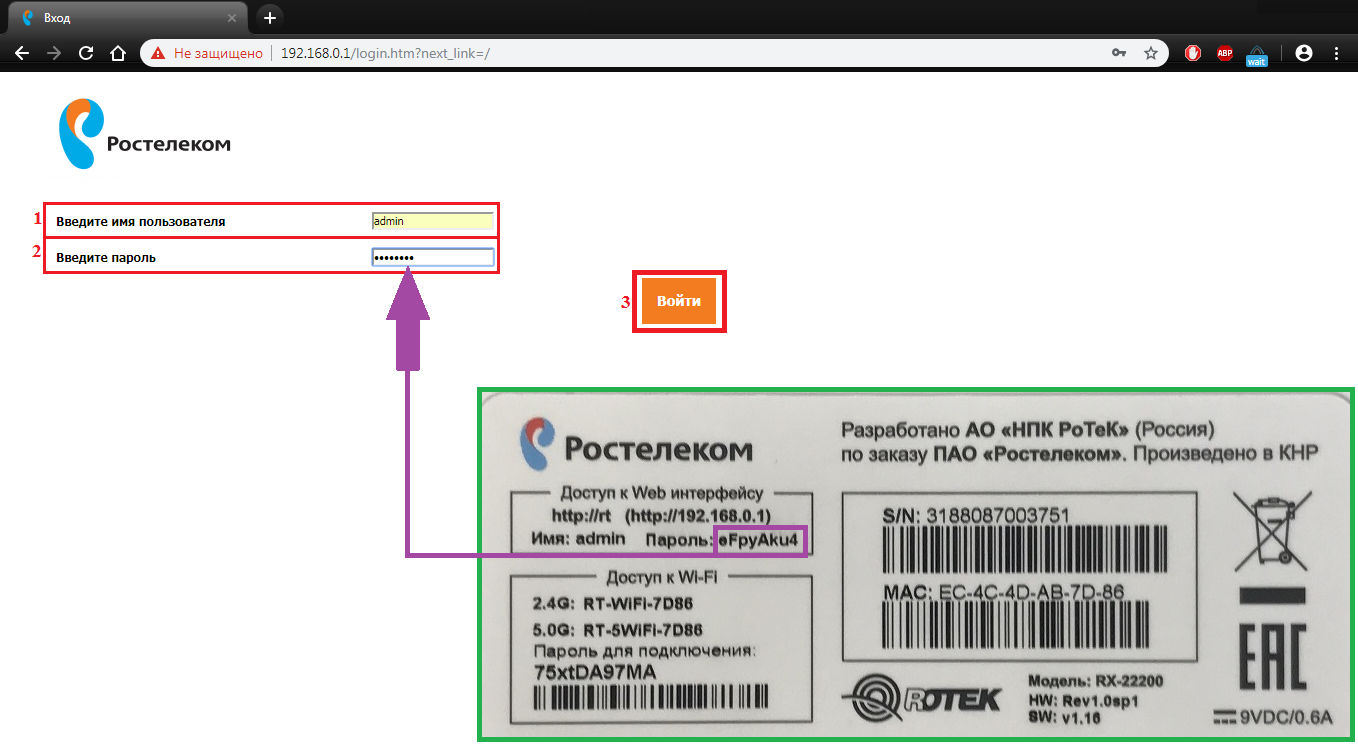 Вход
Не защищено
192.168.0.1/login.htm?next_link=/
ABP
wait
Ростелеком
1 Введите имя пользователя admin
2 Введите пароль ••••••••
3 Войти
Ростелеком
Разработано АО «НПК РоТеК» (Россия)
по заказу ПАО «Ростелеком». Произведено в КНР
Доступ к Web интерфейсу
http://rt (http://192.168.0.1)
Имя: admin Пароль: eFpyAku4
Доступ к Wi-Fi
2.4G: RT-WiFi-7D86
5.0G: RT-5WiFi-7D86
Пароль для подключения:
75xtDA97MA
S/N: 3188087003751
MAC: EC-4C-4D-AB-7D-86
ROTEK
Модель: RX-22200
HW: Rev1.0sp1
SW: v1.16
EAC
9VDC/0.6A